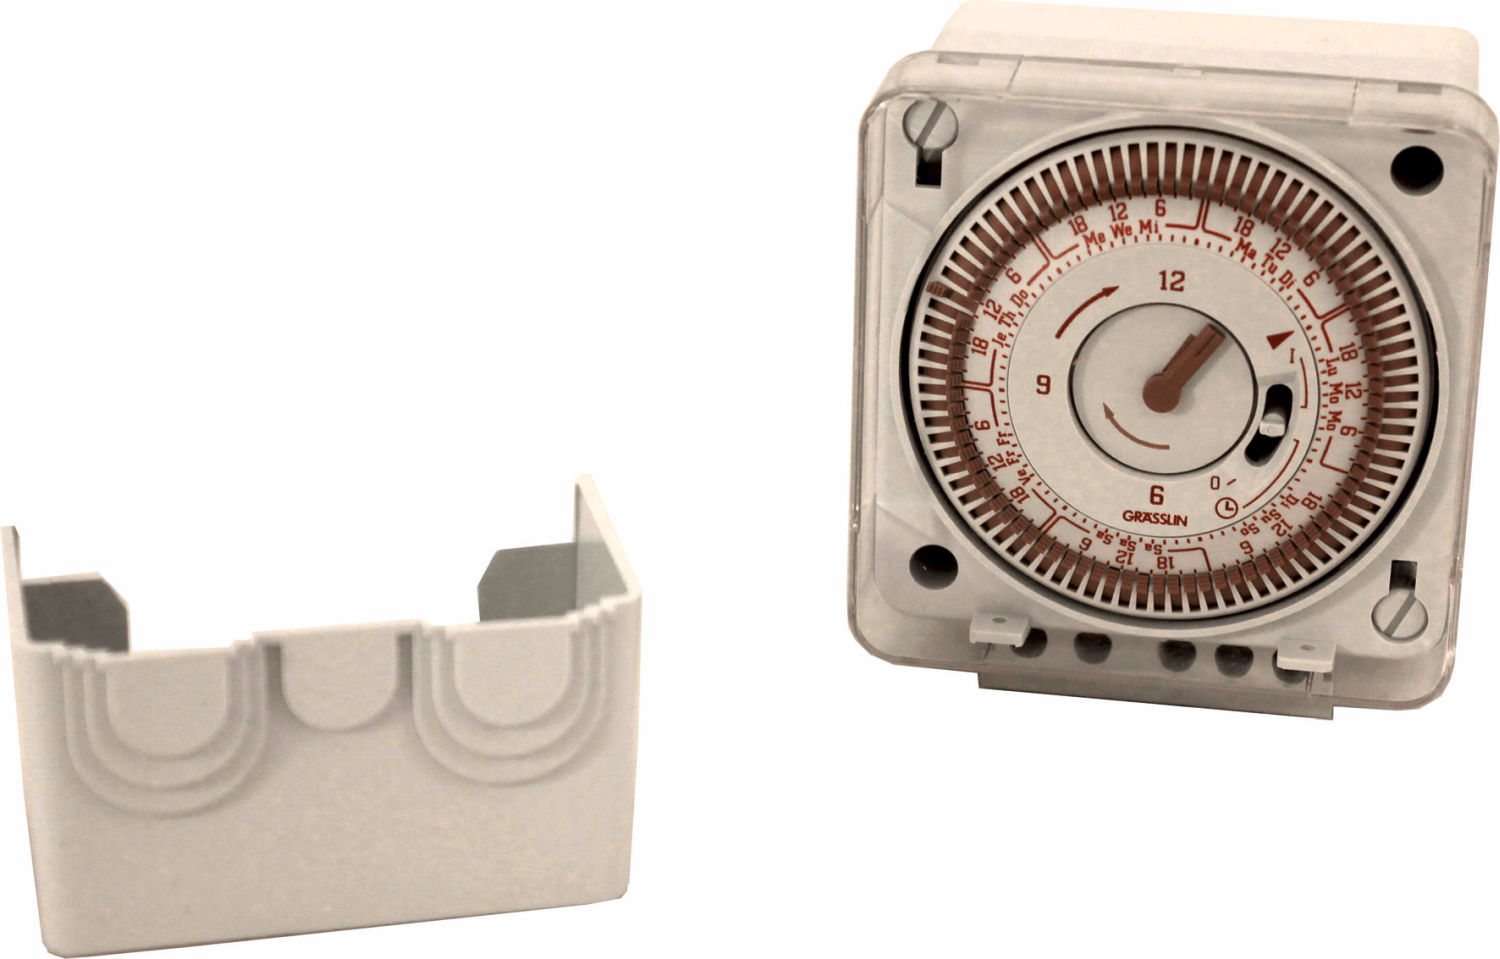 18 12 6
Me We Mi
18 12 6
Ma Tu Di
18 12 6
Lu Mo Mo
18 12 6
Di Su So
18 12 6
Sa Sa Sa
18 12 6
Ve Fr Fr
18 12 6
Je Th Do
12
9
6
I
0
GRÄSSLIN